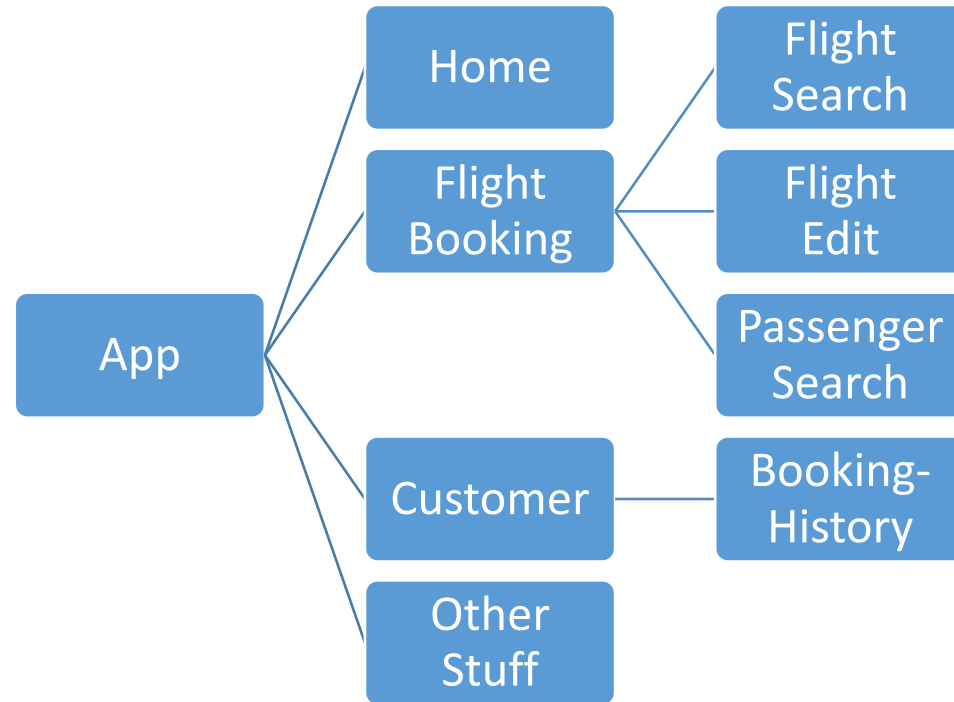 App
Home
Flight
Booking
Flight
Search
Flight
Edit
Passenger
Search
Customer
Booking-
History
Other
Stuff